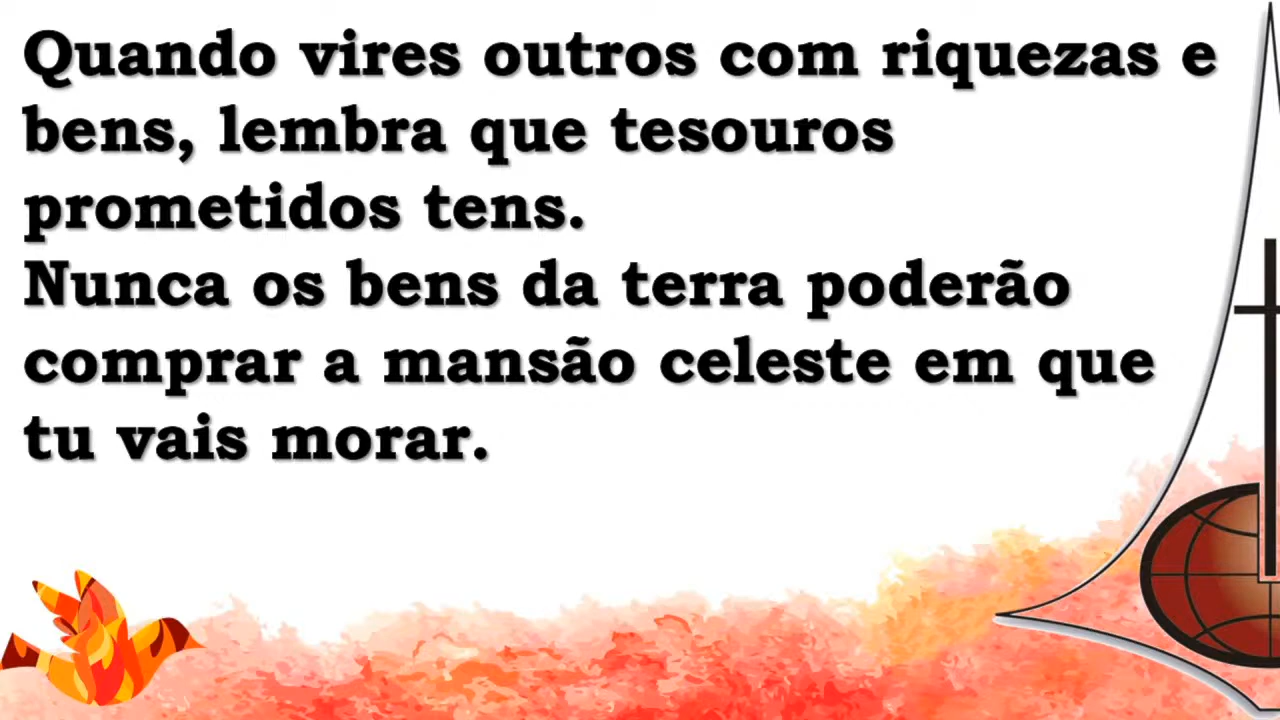 Quando vires outros com riquezas e
bens, lembra que tesouros
prometidos tens.
Nunca os bens da terra poderão
comprar a mansão celeste em que
tu vais morar.